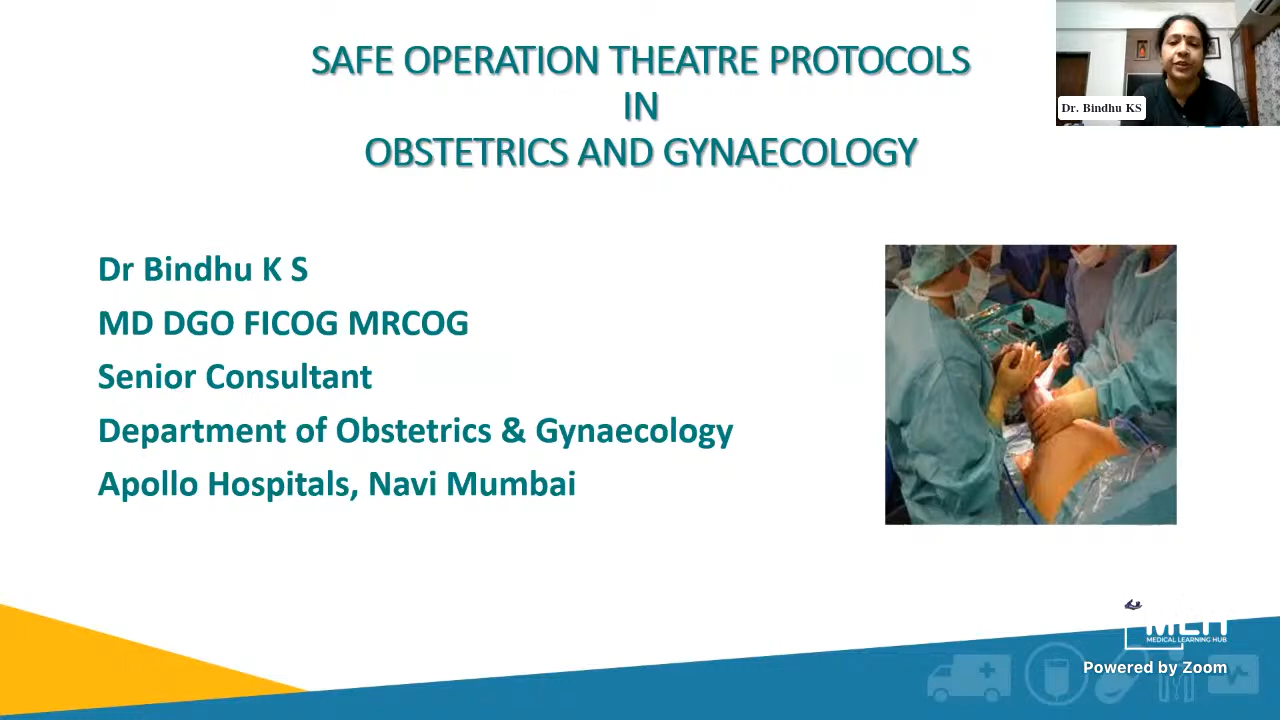 SAFE OPERATION THEATRE PROTOCOLS
IN
OBSTETRICS AND GYNAECOLOGY
Dr. Bindhu KS
Dr Bindhu K S
MD DGO FICOG MRCOG
Senior Consultant
Department of Obstetrics & Gynaecology
Apollo Hospitals, Navi Mumbai
MEDICAL LEARNING HUB
Powered by Zoom